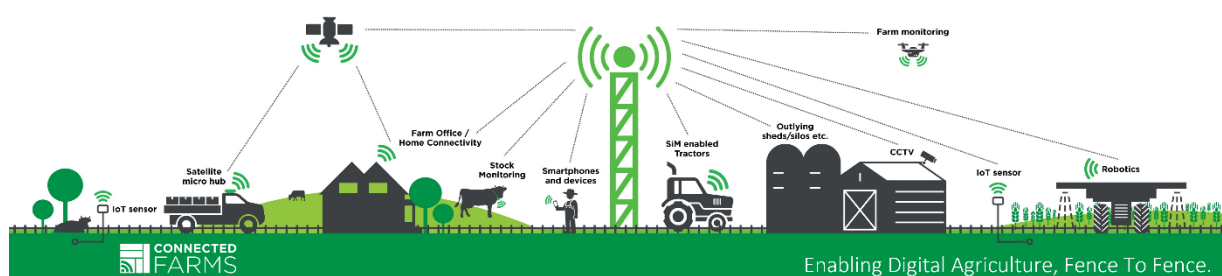 Farm monitoring
Farm Office /
Home Connectivity
Outlying
sheds/silos etc.
SiM enabled
Tractors
CCTV
Stock
Monitoring
Smartphones
and devices
Satellite
micro hub
IoT sensor
IoT sensor
Robotics
CONNECTED
FARMS
Enabling Digital Agriculture, Fence To Fence.